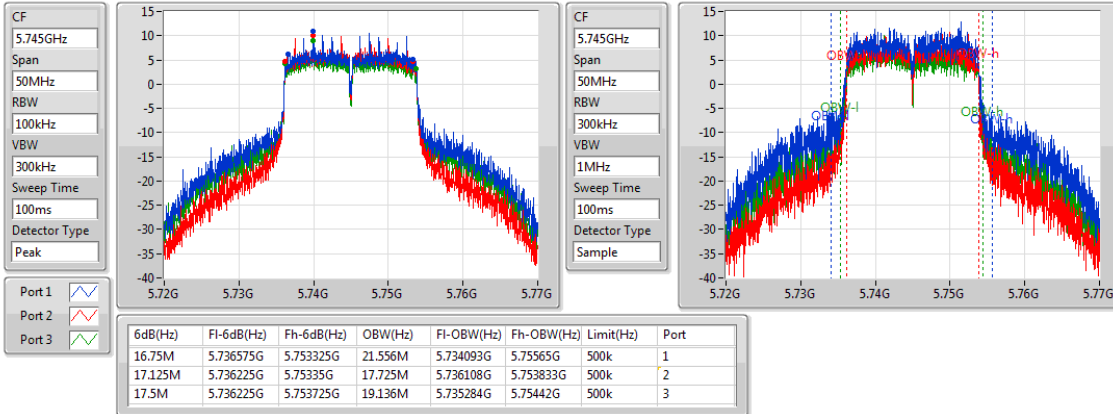 CF
5.745GHz
Span
50MHz
RBW
100kHz
VBW
300kHz
Sweep Time
100ms
Detector Type
Peak
Port 1
Port 2
Port 3
15
10
5
0
-5
-10
-15
-20
-25
-30
-35
-40
5.72G 5.73G 5.74G 5.75G 5.76G 5.77G
CF
5.745GHz
Span
50MHz
RBW
300kHz
VBW
1MHz
Sweep Time
100ms
Detector Type
Sample
15
10
5
0
-5
-10
-15
-20
-25
-30
-35
-40
OBW-l
5.72G 5.73G 5.74G 5.75G 5.76G 5.77G
6dB(Hz) Fl-6dB(Hz) Fh-6dB(Hz) OBW(Hz) Fl-OBW(Hz) Fh-OBW(Hz) Limit(Hz) Port
16.75M 5.736575G 5.753325G 21.556M 5.734093G 5.75565G 500k 1
17.125M 5.736225G 5.75335G 17.725M 5.736108G 5.753833G 500k 2
17.5M 5.736225G 5.753725G 19.136M 5.735284G 5.75442G 500k 3